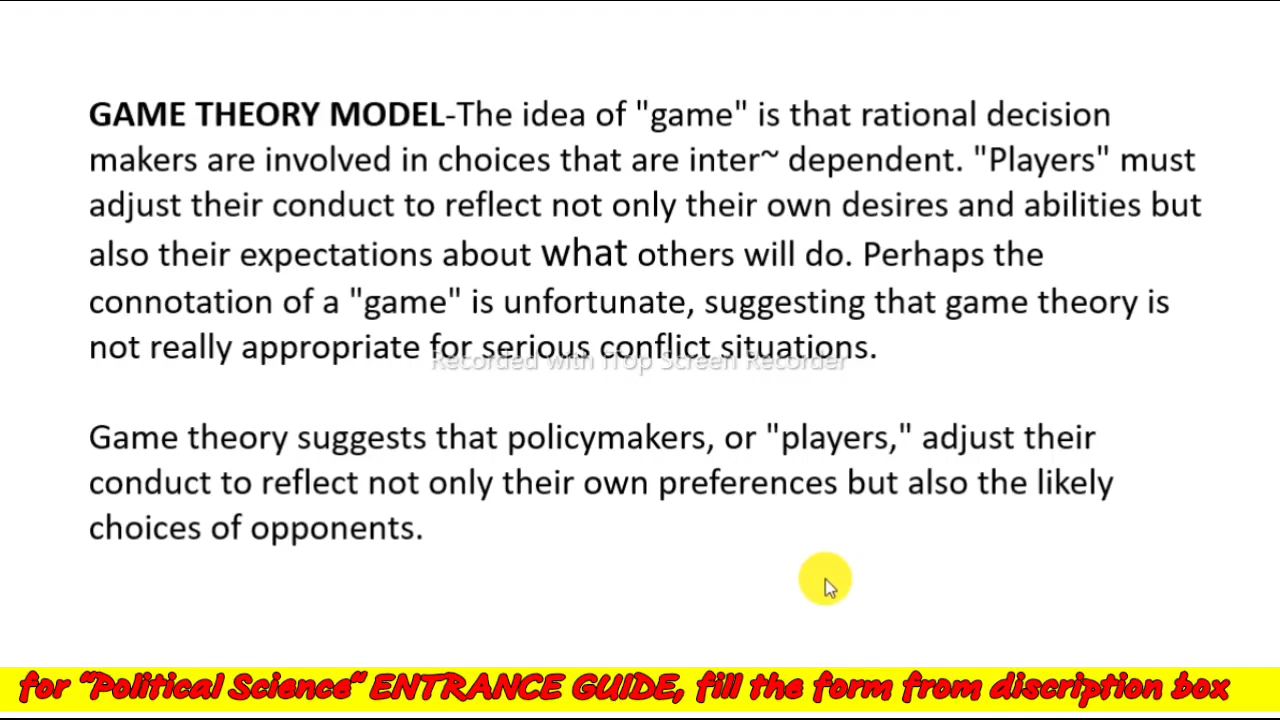 GAME THEORY MODEL-The idea of "game" is that rational decision
makers are involved in choices that are inter~ dependent. "Players" must
adjust their conduct to reflect not only their own desires and abilities but
also their expectations about what others will do. Perhaps the
connotation of a "game" is unfortunate, suggesting that game theory is
not really appropriate for serious conflict situations.
Recorded with iTop Screen Recorder
Game theory suggests that policymakers, or "players," adjust their
conduct to reflect not only their own preferences but also the likely
choices of opponents.
for "Political Science" ENTRANCE GUIDE, fill the form from discription box